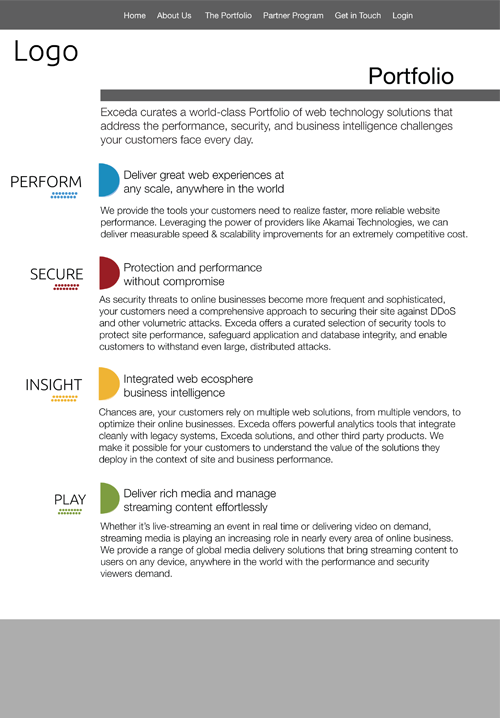 Home About Us The Portfolio Partner Program Get in Touch Login
Logo
Portfolio
Exceda curates a world-class Portfolio of web technology solutions that
address the performance, security, and business intelligence challenges
your customers face every day.
PERFORM
Deliver great web experiences at
any scale, anywhere in the world
We provide the tools your customers need to realize faster, more reliable website
performance. Leveraging the power of providers like Akamai Technologies, we can
deliver measurable speed & scalability improvements for an extremely competitive cost.
SECURE
Protection and performance
without compromise
As security threats to online businesses become more frequent and sophisticated,
your customers need a comprehensive approach to securing their site against DDoS
and other volumetric attacks. Exceda offers a curated selection of security tools to
protect site performance, safeguard application and database integrity, and enable
customers to withstand even large, distributed attacks.
INSIGHT
Integrated web ecosphere
business intelligence
Chances are, your customers rely on multiple web solutions, from multiple vendors, to
optimize their online businesses. Exceda offers powerful analytics tools that integrate
cleanly with legacy systems, Exceda solutions, and other third party products. We
make it possible for your customers to understand the value of the solutions they
deploy in the context of site and business performance.
PLAY
Deliver rich media and manage
streaming content effortlessly
Whether it's live-streaming an event in real time or delivering video on demand,
streaming media is playing an increasing role in nearly every area of online business.
We provide a range of global media delivery solutions that bring streaming content to
users on any device, anywhere in the world with the performance and security
viewers demand.